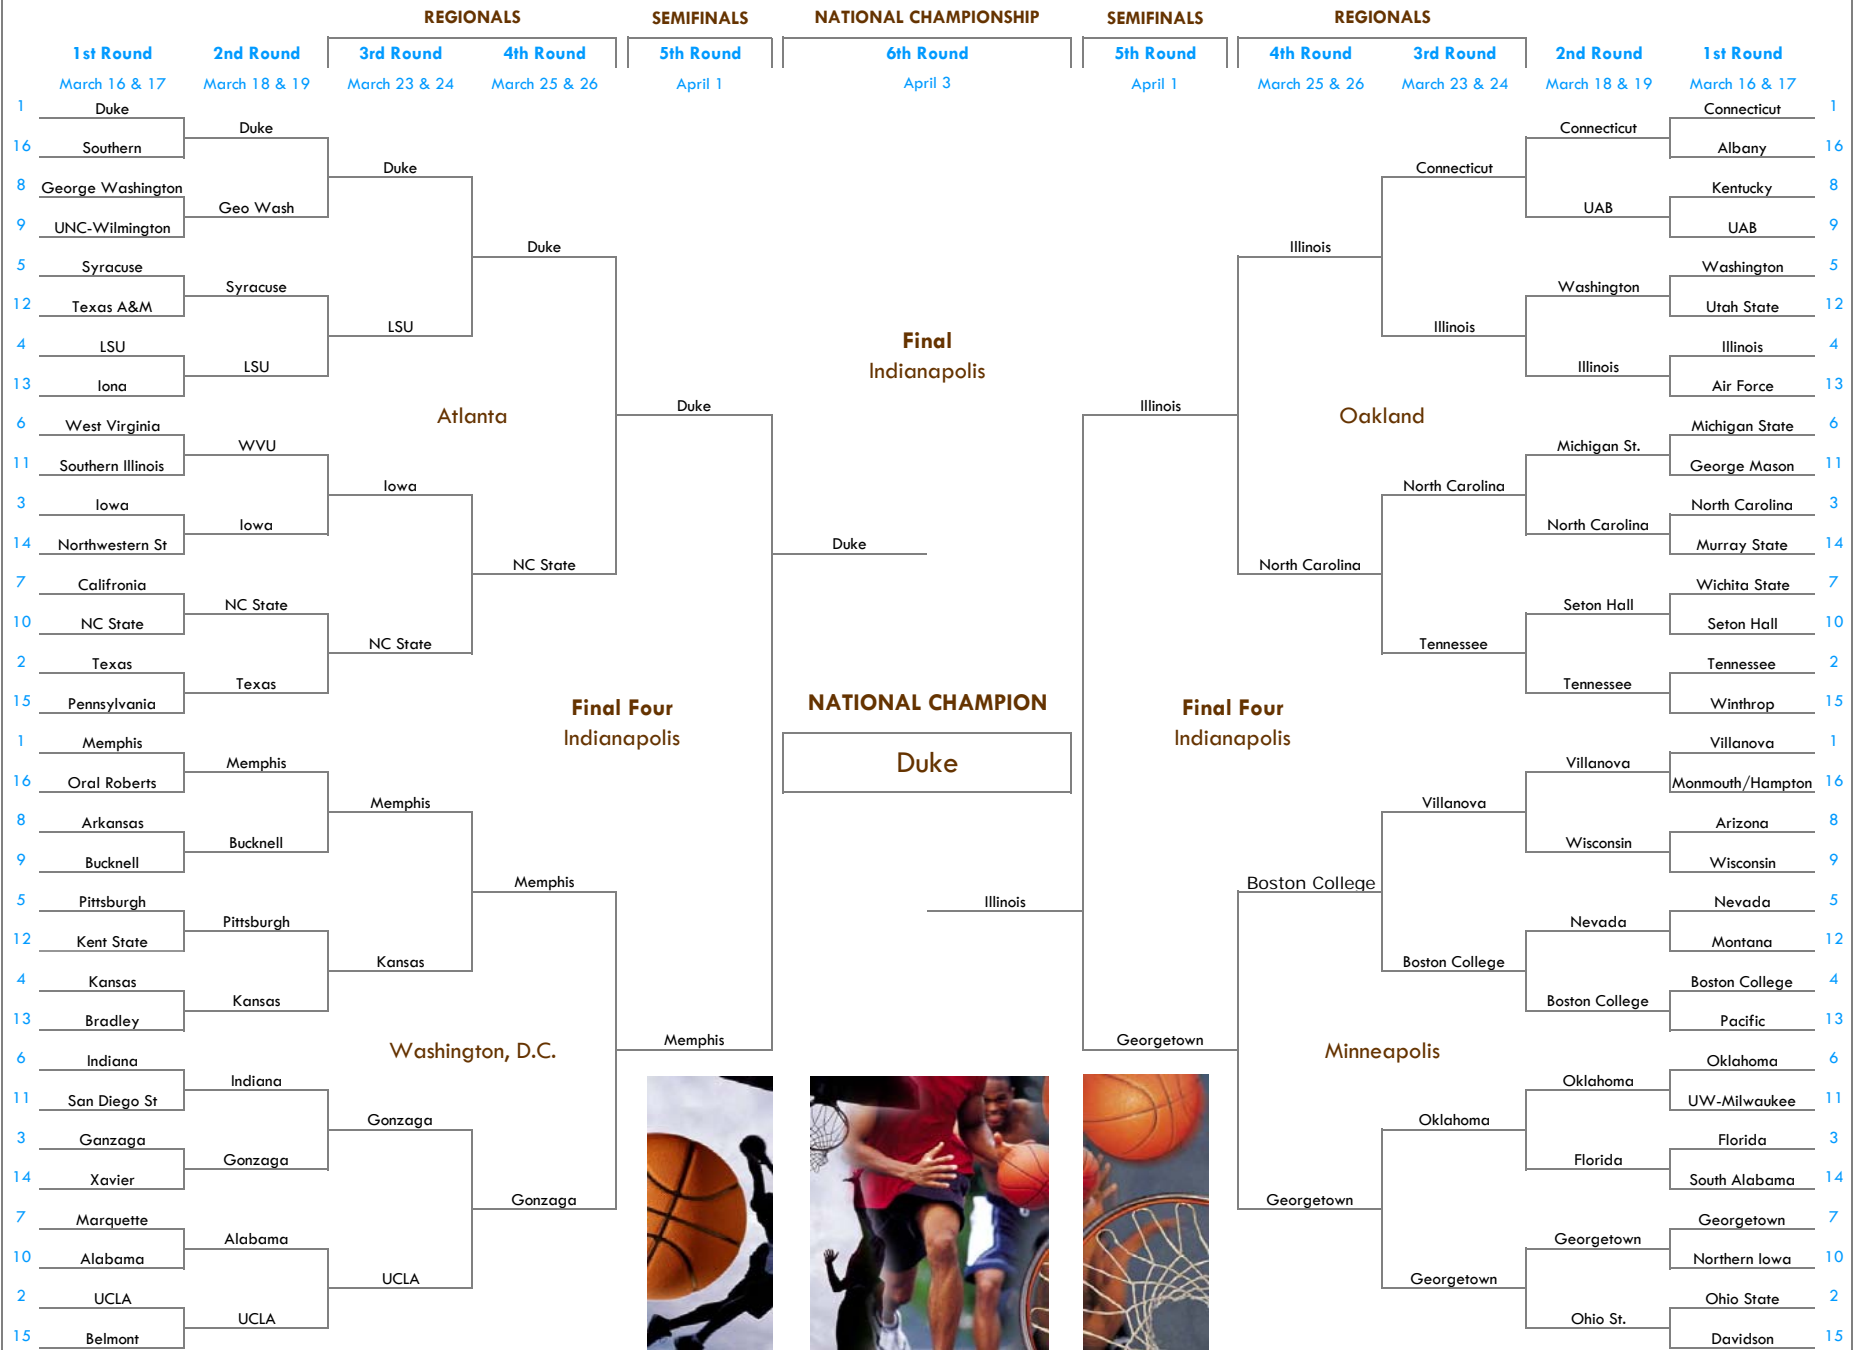 REGIONALS SEMIFINALS NATIONAL CHAMPIONSHIP SEMIFINALS REGIONALS
1st Round 2nd Round 3rd Round 4th Round 5th Round 6th Round 5th Round 4th Round 3rd Round 2nd Round 1st Round
March 16 & 17 March 18 & 19 March 23 & 24 March 25 & 26 April 1 April 3 April 1 March 25 & 26 March 23 & 24 March 18 & 19 March 16 & 17
1 Duke Connecticut 1
Duke Connecticut
16 Southern Albany 16
Duke Connecticut
8 George Washington Kentucky 8
Geo Wash UAB
9 UNC-Wilmington UAB 9
Duke Illinois
5 Syracuse Washington 5
Syracuse Washington
12 Texas A&M Utah State 12
LSU Illinois
Final
4 LSU Illinois 4
LSU Indianapolis Illinois
13 Iona Air Force 13
Duke Illinois
Atlanta Oakland
6 West Virginia Michigan State 6
WVU Michigan St.
11 Southern Illinois George Mason 11
Iowa North Carolina
3 Iowa North Carolina 3
Iowa North Carolina
14 Northwestern St Duke Murray State 14
NC State North Carolina
7 Califronia Wichita State 7
NC State Seton Hall
10 NC State Seton Hall 10
NC State Tennessee
2 Texas Tennessee 2
Texas Tennessee
15 Pennsylvania Winthrop 15
Final Four NATIONAL CHAMPION Final Four
Indianapolis Indianapolis
1 Memphis Villanova 1
Memphis Duke Villanova
16 Oral Roberts Monmouth/Hampton 16
Memphis Villanova
8 Arkansas Arizona 8
Bucknell Wisconsin
9 Bucknell Wisconsin 9
Memphis Boston College
5 Pittsburgh Illinois Nevada 5
Pittsburgh Nevada
12 Kent State Montana 12
Kansas Boston College
4 Kansas Boston College 4
Kansas Boston College
13 Bradley Pacific 13
Memphis Georgetown
Washington, D.C. Minneapolis
6 Indiana Oklahoma 6
Indiana Oklahoma
11 San Diego St UW-Milwaukee 11
Gonzaga Oklahoma
3 Ganzaga Florida 3
Gonzaga Florida
14 Xavier South Alabama 14
Gonzaga Georgetown
7 Marquette Georgetown 7
Alabama Georgetown
10 Alabama Northern Iowa 10
UCLA Georgetown
2 UCLA Ohio State 2
UCLA Ohio St.
15 Belmont Davidson 15